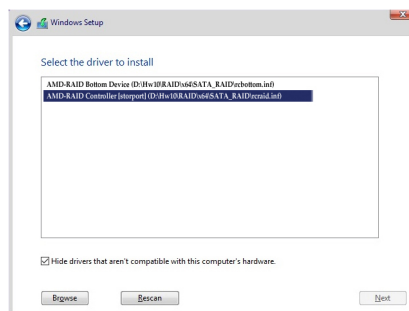 Windows Setup
Select the driver to install
AMD-RAID Bottom Device (D:\Hw10\RAID\x64\SATA_RAID\rcbottom.inf)
AMD-RAID Controller [storport] (D:\Hw10\RAID\x64\SATA_RAID\rcraid.inf)
Hide drivers that aren't compatible with this computer's hardware.
Browse Rescan Next